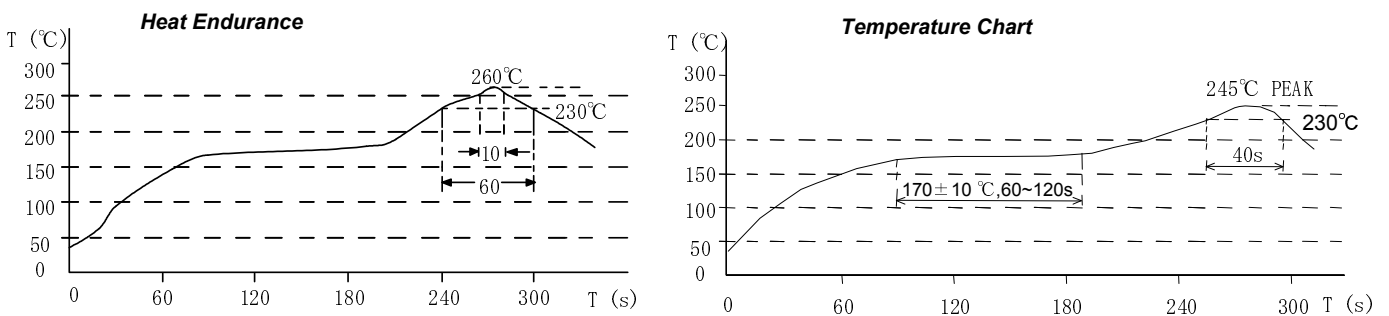 Heat Endurance
T (℃)
300
250
200
150
100
50
0
260℃
230℃
10
60
0 60 120 180 240 300 T (s)
Temperature Chart
T (℃)
300
250
200
150
100
50
0
245℃ PEAK
230℃
40s
170±10 ℃,60~120s
0 60 120 180 240 300 T (s)